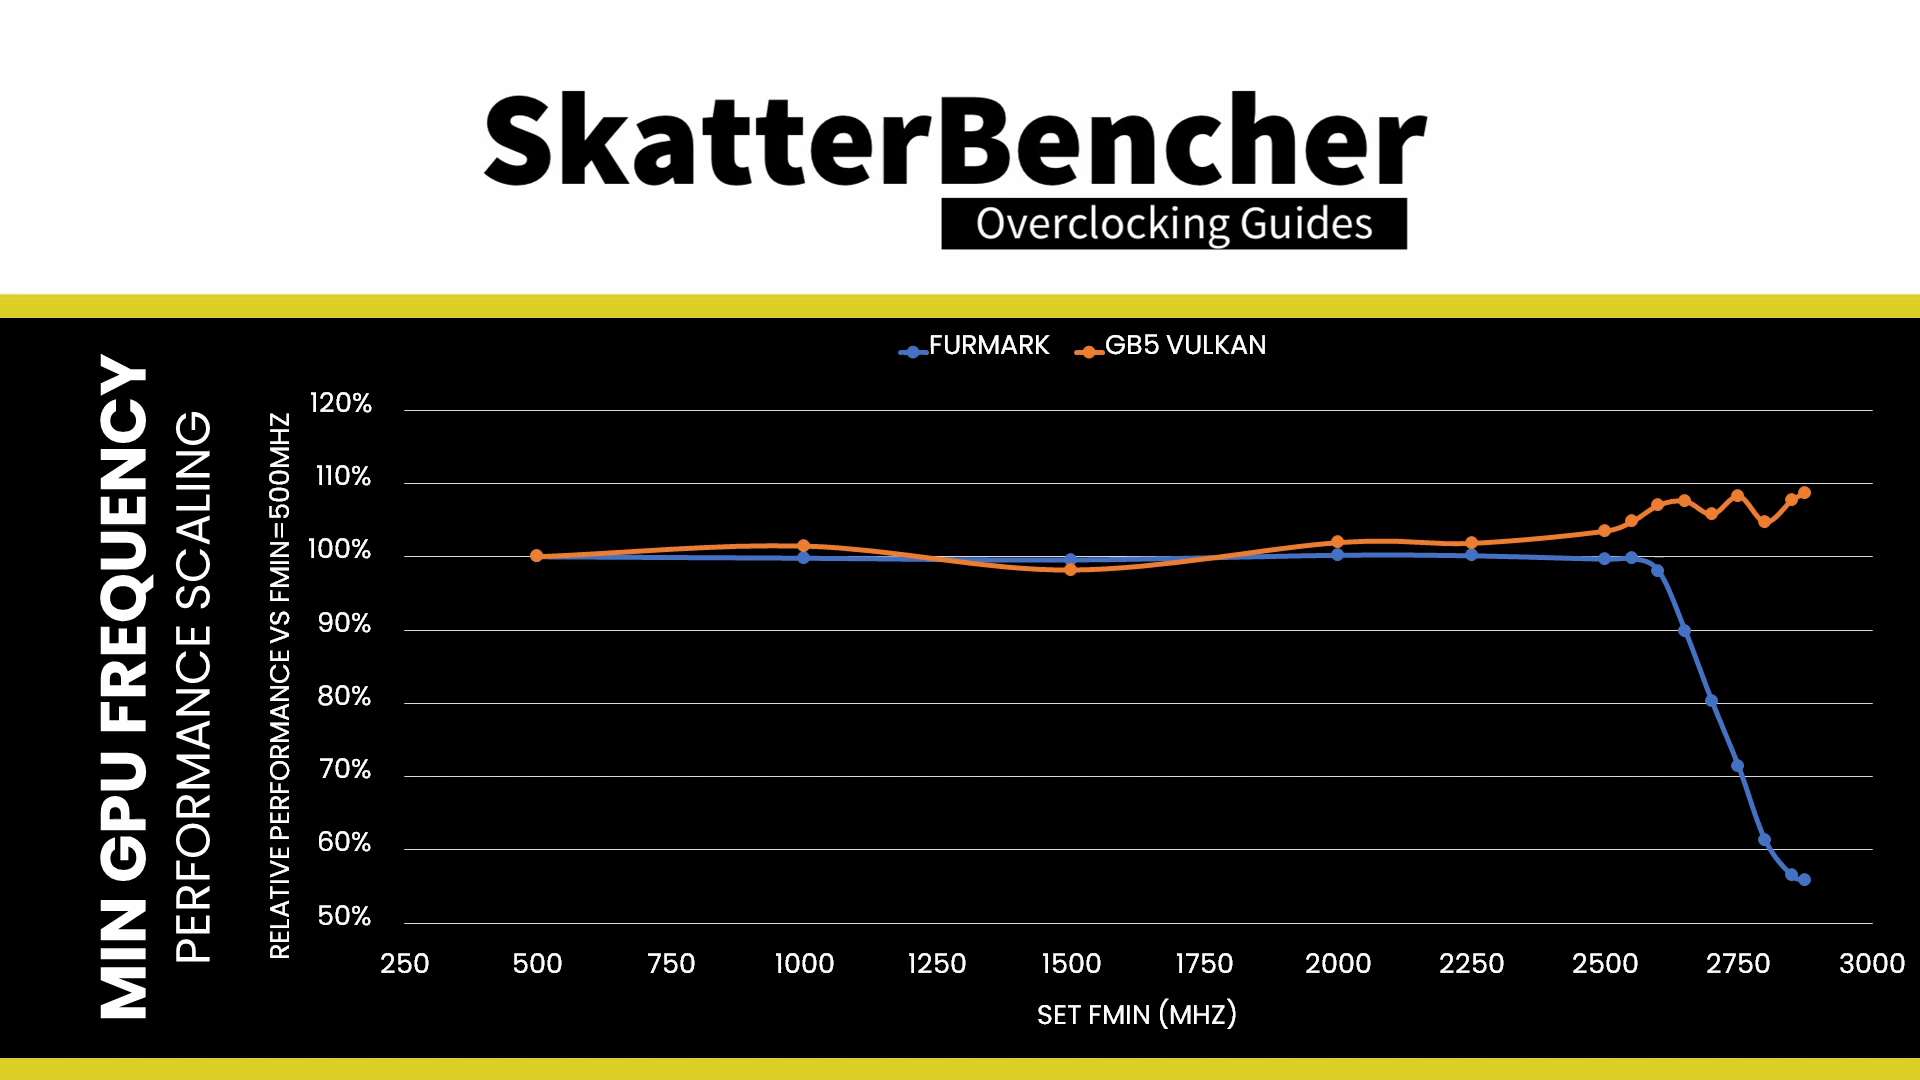 SkatterBencher
Overclocking Guides
MIN GPU FREQUENCY
PERFORMANCE SCALING
FURMARK GB5 VULKAN
RELATIVE PERFORMANCE VS FMIN=500MHZ
120%
110%
100%
90%
80%
70%
60%
50%
250 500 750 1000 1250 1500 1750 2000 2250 2500 2750 3000
SET FMIN (MHZ)